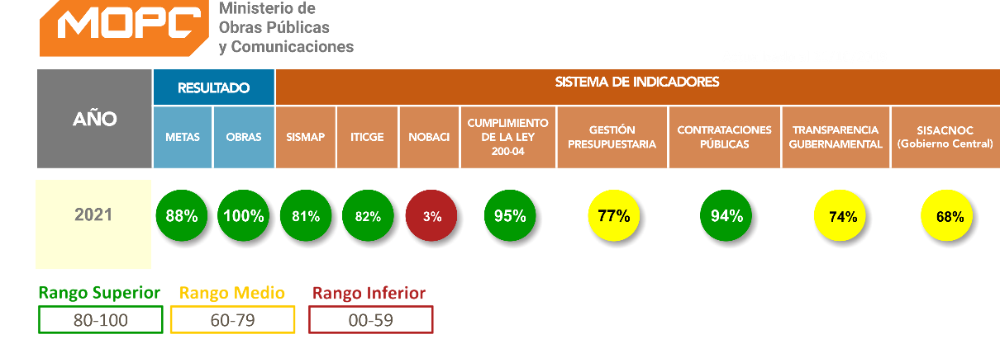 MOPC
Ministerio de
Obras Públicas
y Comunicaciones
AÑO
RESULTADO
SISTEMA DE INDICADORES
METAS
OBRAS
SISMAP
ITICGE
NOBACI
CUMPLIMIENTO
DE LA LEY
200-04
GESTIÓN
PRESUPUESTARIA
CONTRATACIONES
PÚBLICAS
TRANSPARENCIA
GUBERNAMENTAL
SISACNOC
(Gobierno Central)
2021
88%
100%
81%
82%
3%
95%
77%
94%
74%
68%
Rango Superior
Rango Medio
Rango Inferior
80-100
60-79
00-59